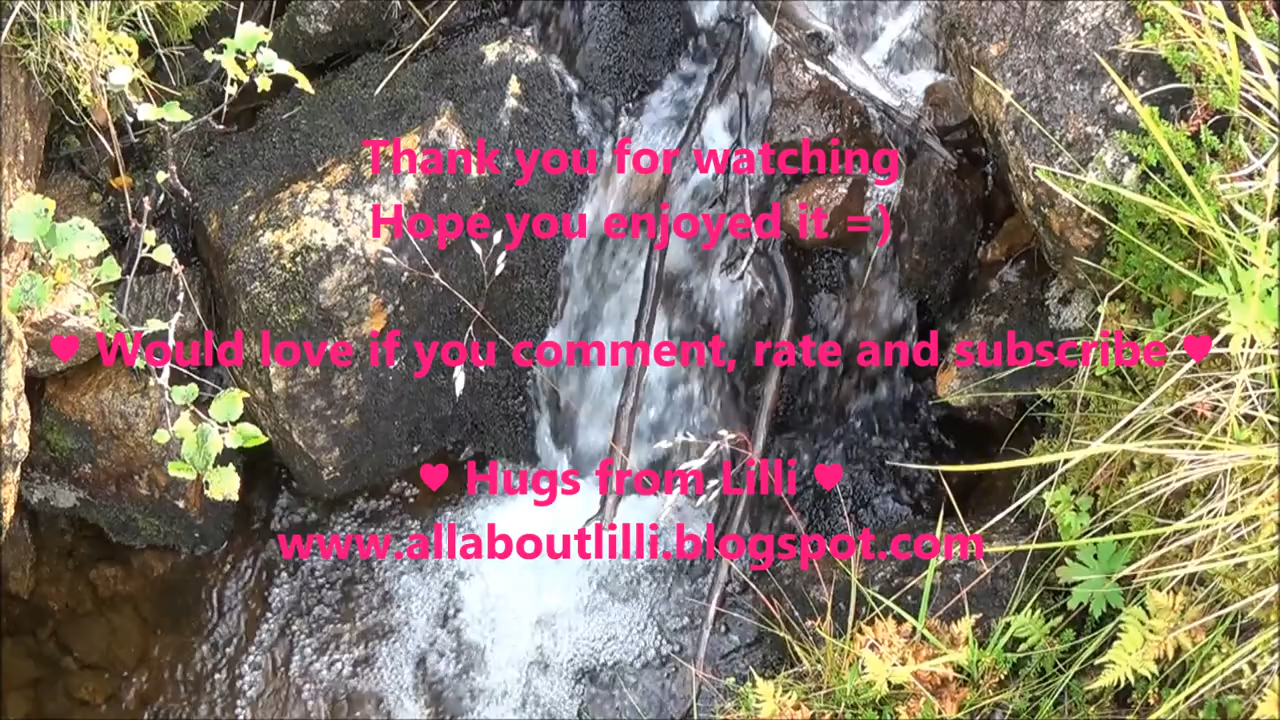 Thank you for watching
Hope you enjoyed it =)
♥ Would love if you comment, rate and subscribe ♥
♥ Hugs from Lilli ♥
www.allaboutlilli.blogspot.com